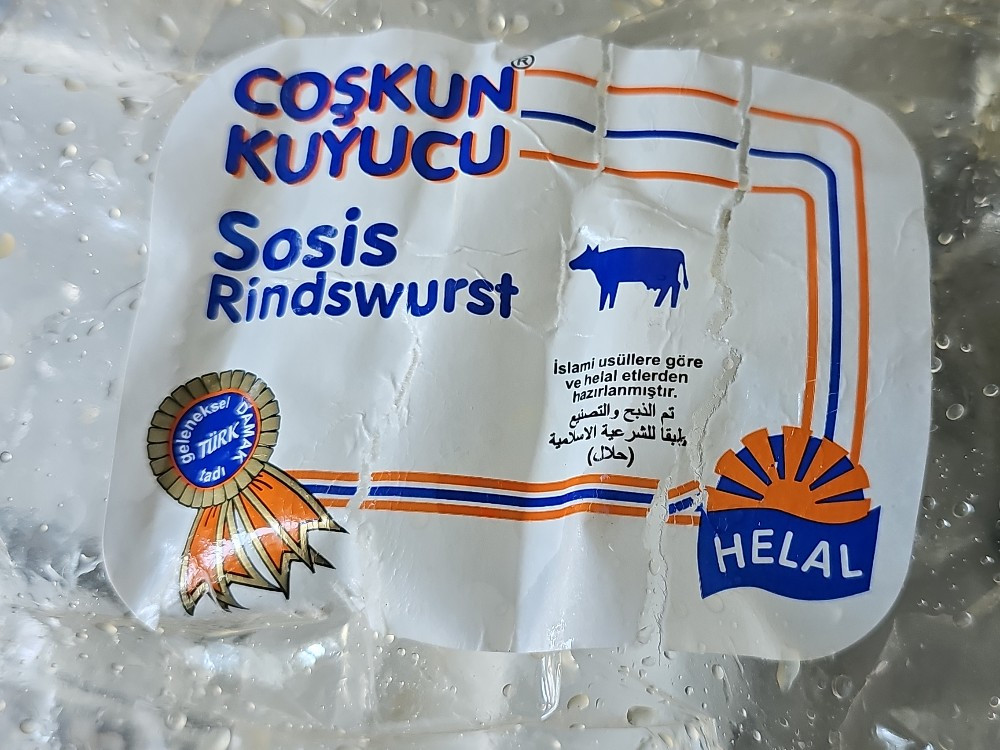 COŞKUN®
KUYUCU
Sosis
Rindswurst
İslami usüllere göre
ve helal etlerden
hazırlanmıştır.
تم الذبح والتصنيع
طبقا للشرعية الاسلامية
(حلال)
geleneksel
TÜRK
DAMAK
tadı
HELAL